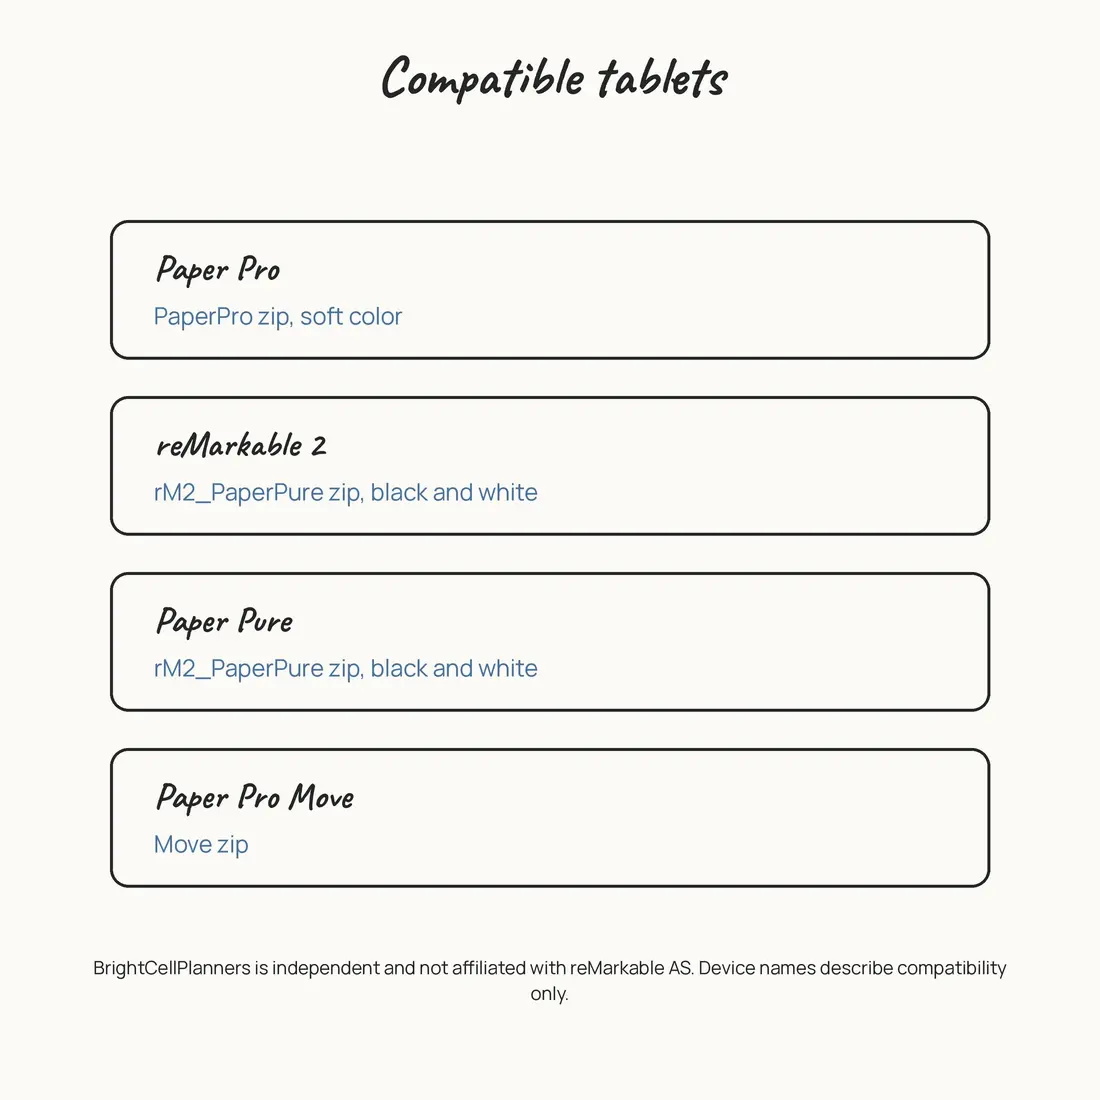 Compatible tablets
Paper Pro
PaperPro zip, soft color
reMarkable 2
rM2_PaperPure zip, black and white
Paper Pure
rM2_PaperPure zip, black and white
Paper Pro Move
Move zip
BrightCellPlanners is independent and not affiliated with reMarkable AS. Device names describe compatibility
only.